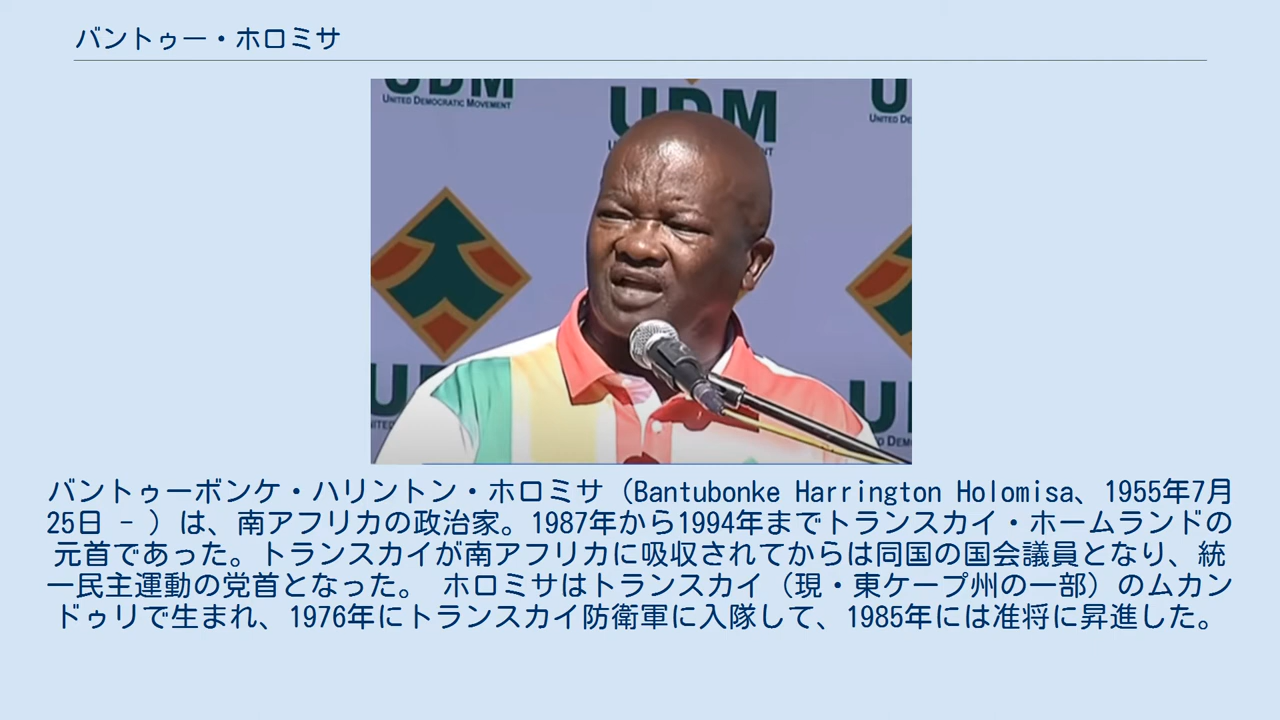 バントゥー・ホロミサ
UDM
UNITED DEMOCRATIC MOVEMENT
UDM
UNITED DE
バントゥーボンケ・ハリントン・ホロミサ（Bantubonke Harrington Holomisa、1955年7月
25日 - ）は、南アフリカの政治家。1987年から1994年までトランスカイ・ホームランドの
元首であった。トランスカイが南アフリカに吸収されてからは同国の国会議員となり、統
一民主運動の党首となった。 ホロミサはトランスカイ（現・東ケープ州の一部）のムカン
ドゥリで生まれ、1976年にトランスカイ防衛軍に入隊して、1985年には准将に昇進した。